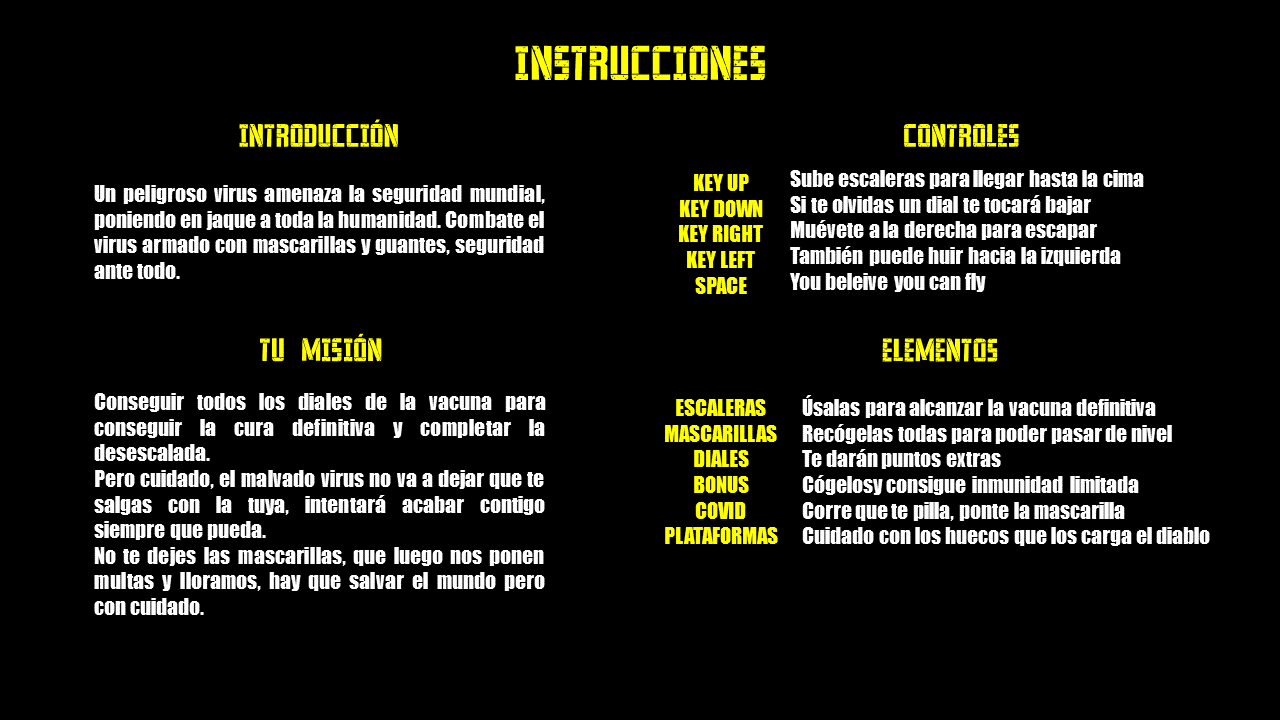 INSTRUCCIONES
INTRODUCCIÓN
Un peligroso virus amenaza la seguridad mundial,
poniendo en jaque a toda la humanidad. Combate el
virus armado con mascarillas y guantes, seguridad
ante todo.
TU MISIÓN
Conseguir todos los diales de la vacuna para
conseguir la cura definitiva y completar la
desescalada.
Pero cuidado, el malvado virus no va a dejar que te
salgas con la tuya, intentará acabar contigo
siempre que pueda.
No te dejes las mascarillas, que luego nos ponen
multas y lloramos, hay que salvar el mundo pero
con cuidado.
CONTROLES
KEY UP Sube escaleras para llegar hasta la cima
KEY DOWN Si te olvidas un dial te tocará bajar
KEY RIGHT Muévete a la derecha para escapar
KEY LEFT También puede huir hacia la izquierda
SPACE You beleive you can fly
ELEMENTOS
ESCALERAS Úsalas para alcanzar la vacuna definitiva
MASCARILLAS Recógelas todas para poder pasar de nivel
DIALES Te darán puntos extras
BONUS Cógelosy consigue inmunidad limitada
COVID Corre que te pilla, ponte la mascarilla
PLATAFORMAS Cuidado con los huecos que los carga el diablo